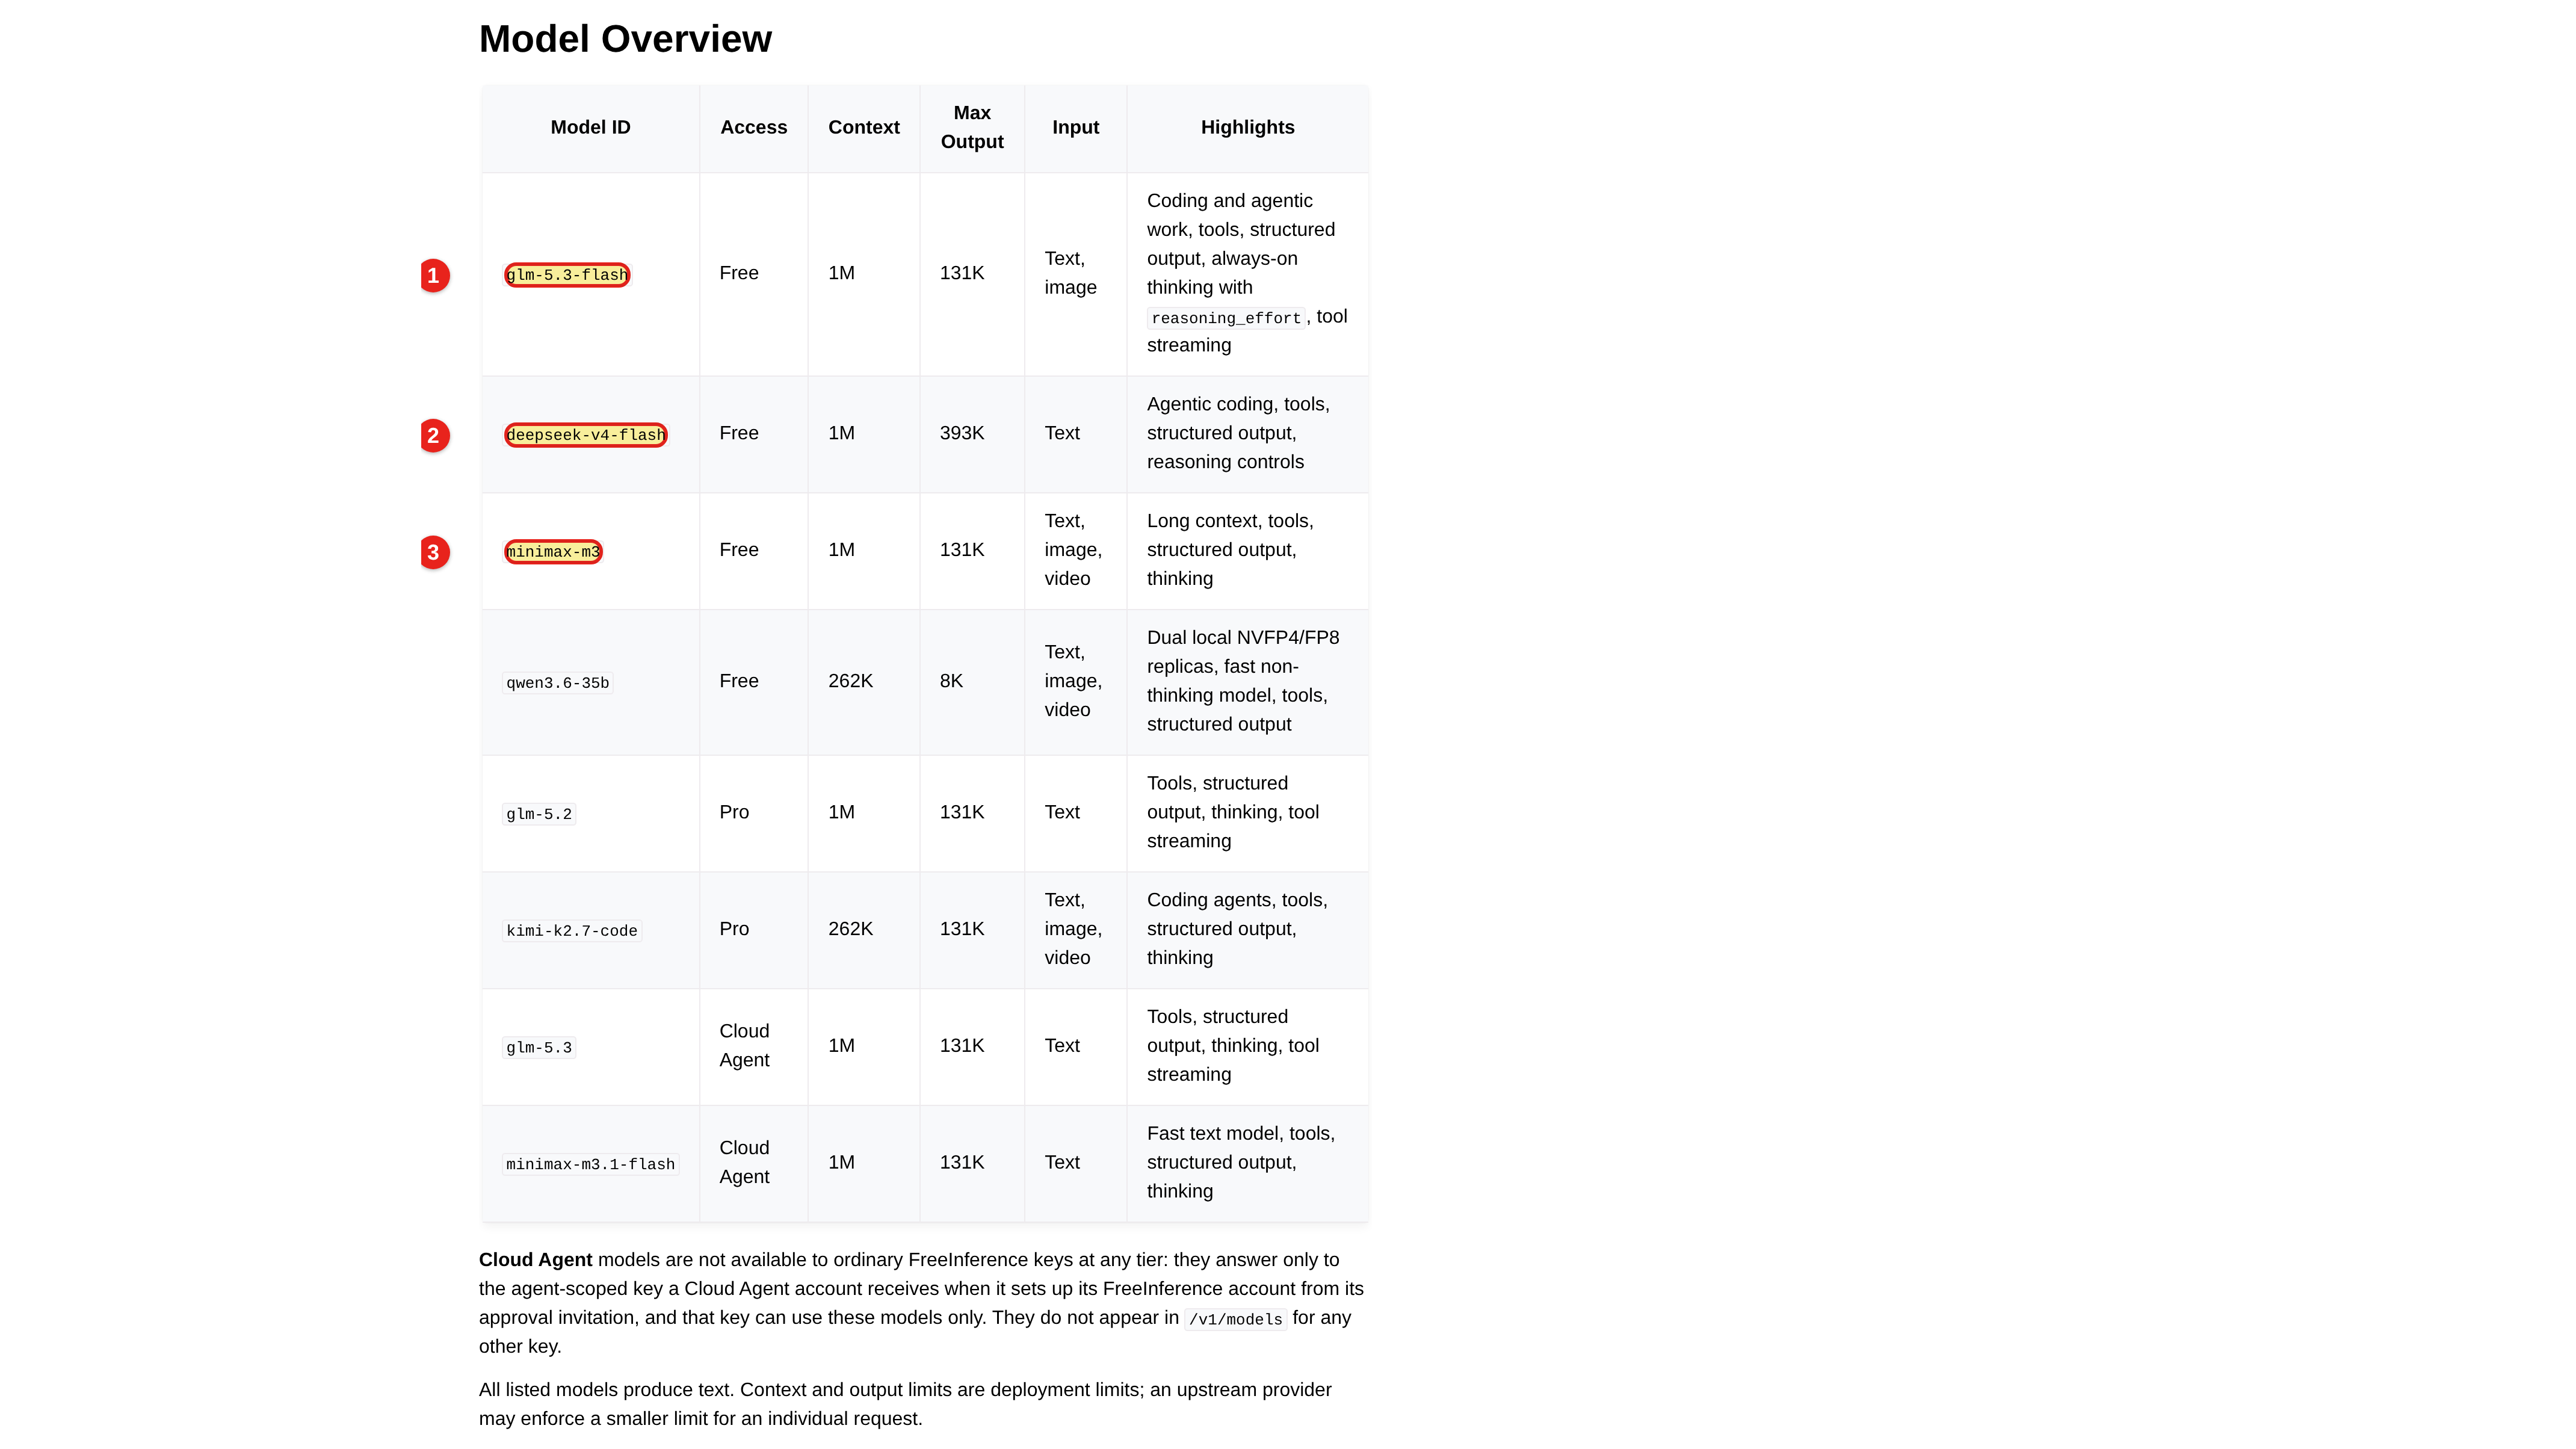 Model Overview
Model ID
Access
Context
Max
Output
Input
Highlights
1
glm-5.3-flash
Free
1M
131K
Text,
image
Coding and agentic
work, tools, structured
output, always-on
thinking with
reasoning_effort, tool
streaming
2
deepseek-v4-flash
Free
1M
393K
Text
Agentic coding, tools,
structured output,
reasoning controls
3
minimax-m3
Free
1M
131K
Text,
image,
video
Long context, tools,
structured output,
thinking
qwen3.6-35b
Free
262K
8K
Text,
image,
video
Dual local NVFP4/FP8
replicas, fast non-
thinking model, tools,
structured output
glm-5.2
Pro
1M
131K
Text
Tools, structured
output, thinking, tool
streaming
kimi-k2.7-code
Pro
262K
131K
Text,
image,
video
Coding agents, tools,
structured output,
thinking
glm-5.3
Cloud
Agent
1M
131K
Text
Tools, structured
output, thinking, tool
streaming
minimax-m3.1-flash
Cloud
Agent
1M
131K
Text
Fast text model, tools,
structured output,
thinking
Cloud Agent models are not available to ordinary FreeInference keys at any tier: they answer only to
the agent-scoped key a Cloud Agent account receives when it sets up its FreeInference account from its
approval invitation, and that key can use these models only. They do not appear in /v1/models for any
other key.
All listed models produce text. Context and output limits are deployment limits; an upstream provider
may enforce a smaller limit for an individual request.